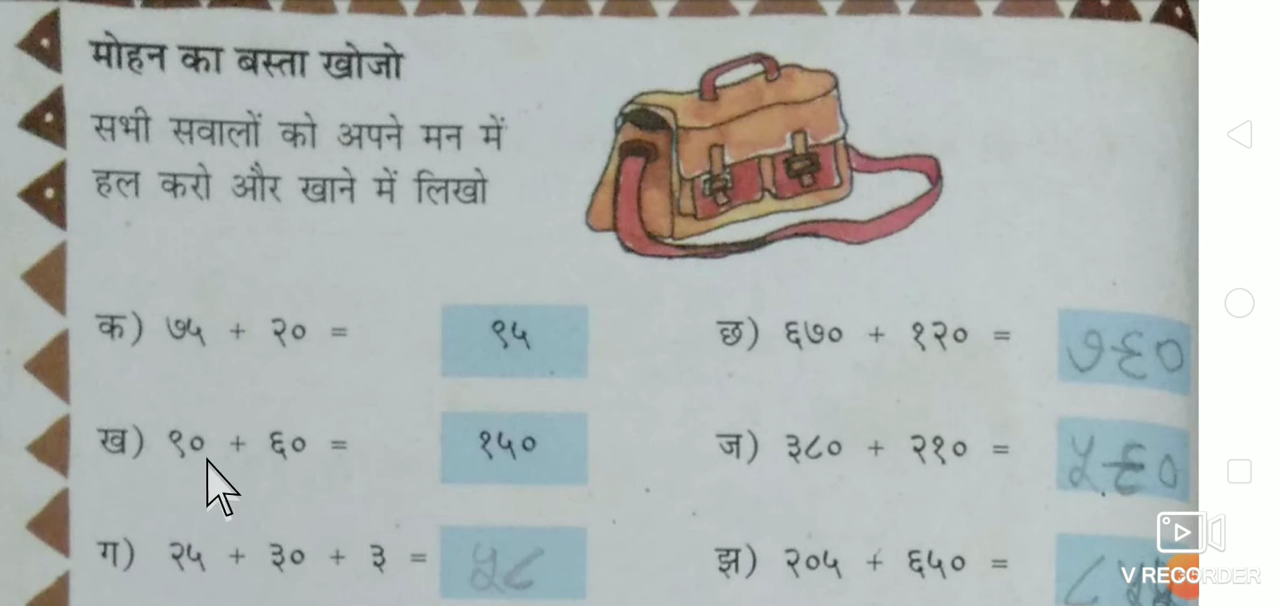 मोहन का बस्ता खोजो
सभी सवालों को अपने मन में
हल करो और खाने में लिखो
क) ७५ + २० = ९५
छ) ६७० + १२० = ७९०
ख) ९० + ६० = १५०
ज) ३८० + २१० = ५९०
ग) २५ + ३० + ३ = ५८
झ) २०५ + ६५० =
V RECORDER